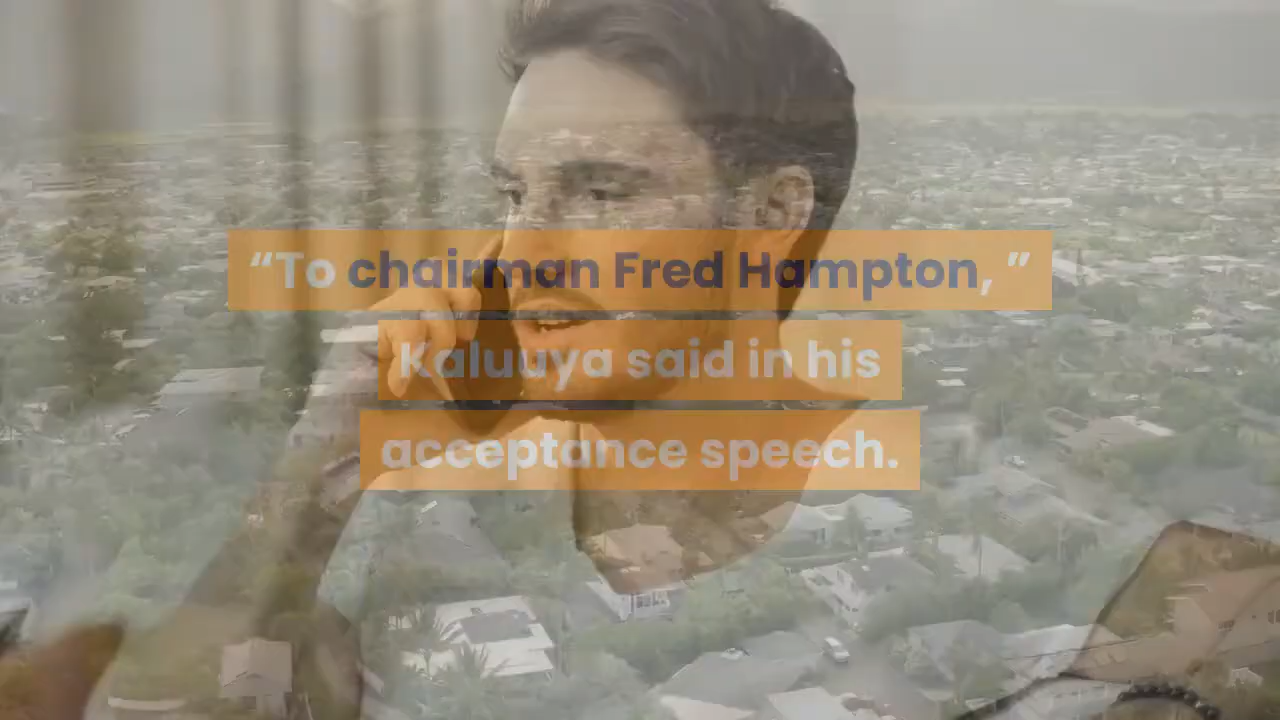 “To chairman Fred Hampton, ”
Kaluuya said in his
acceptance speech.